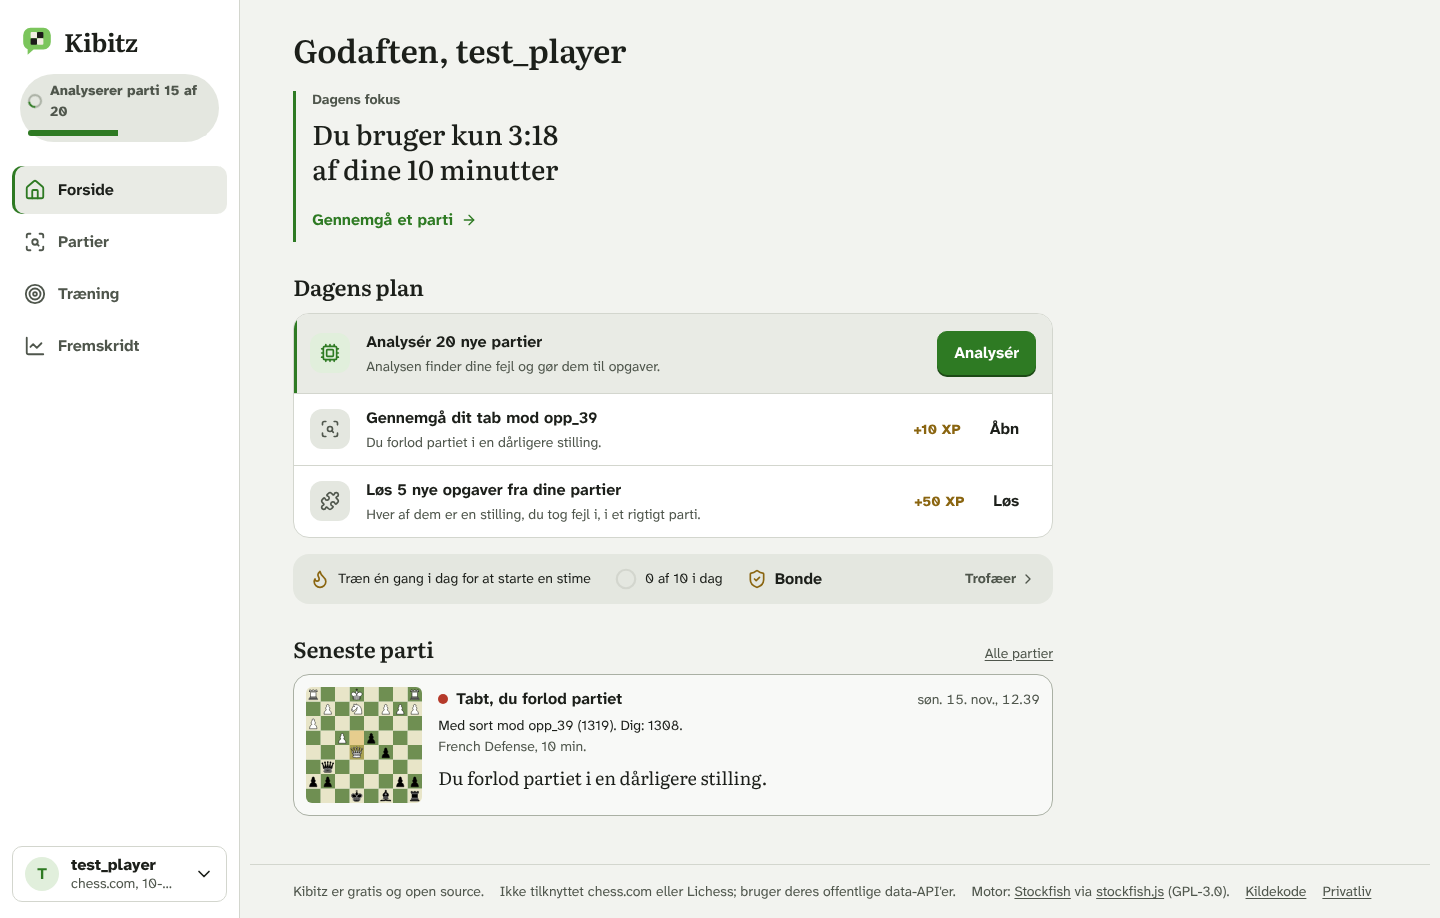 Kibitz
Analyserer parti 15 af
20
Forside
Partier
Træning
Fremskridt
test_player
chess.com, 10-...
T
Godaften, test_player
Dagens fokus
Du bruger kun 3:18
af dine 10 minutter
Gennemgå et parti
Dagens plan
Analysér 20 nye partier
Analysen finder dine fejl og gør dem til opgaver.
Analysér
Gennemgå dit tab mod opp_39
Du forlod partiet i en dårligere stilling.
+10 XP
Åbn
Løs 5 nye opgaver fra dine partier
Hver af dem er en stilling, du tog fejl i, i et rigtigt parti.
+50 XP
Løs
Træn én gang i dag for at starte en stime
0 af 10 i dag
Bonde
Trofæer
Seneste parti
Alle partier
Tabt, du forlod partiet
søn. 15. nov., 12.39
Med sort mod opp_39 (1319). Dig: 1308.
French Defense, 10 min.
Du forlod partiet i en dårligere stilling.
Kibitz er gratis og open source. Ikke tilknyttet chess.com eller Lichess; bruger deres offentlige data-API'er. Motor: Stockfish via stockfish.js (GPL-3.0). Kildekode Privatliv